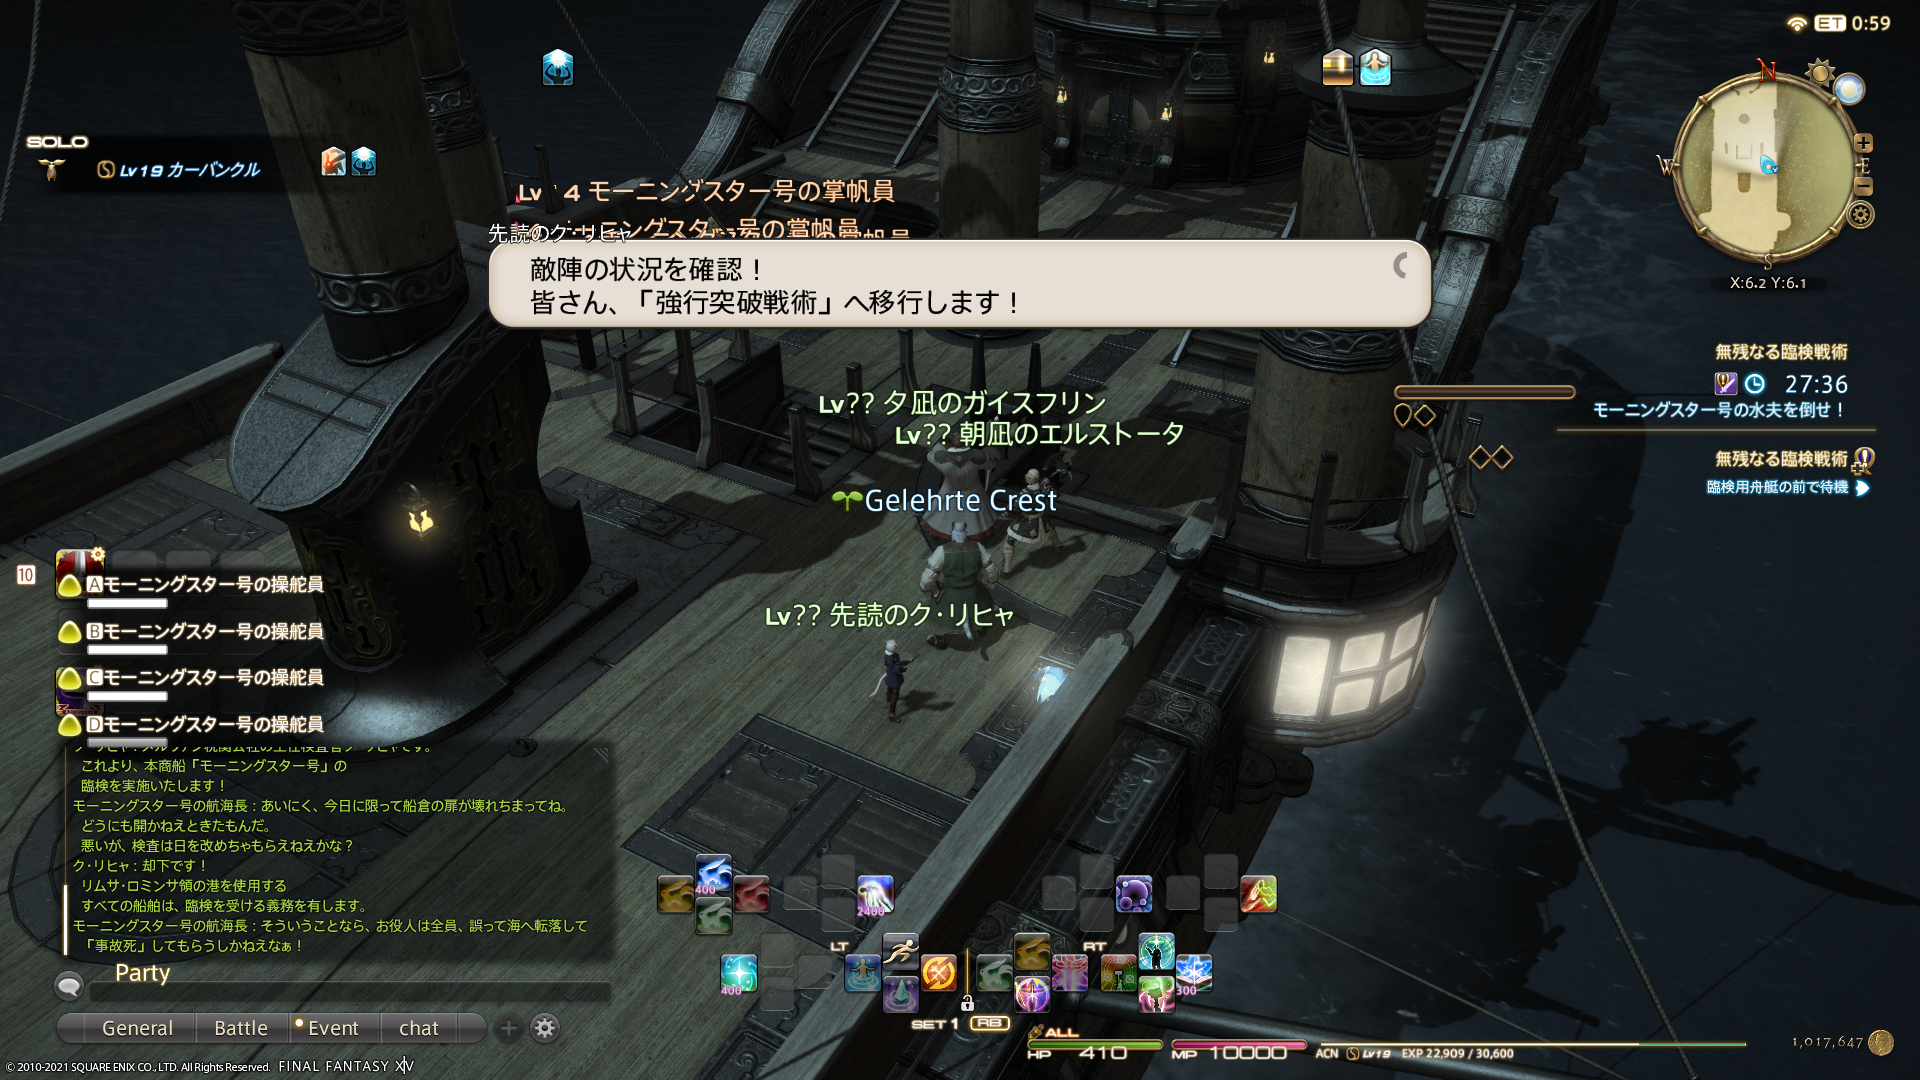 ET 0:59
N
W
E
S
X:6.2 Y:6.1
SOLO
Lv19 カーバンクル
モーニングスター号の掌帆員
先読のク・リヒャ
敵陣の状況を確認！
皆さん、「強行突破戦術」へ移行します！
無残なる臨検戦術
27:36
モーニングスター号の水夫を倒せ！
無残なる臨検戦術
臨検用舟艇の前で待機
Lv?? 夕凪のガイスフリン
Lv?? 朝凪のエルストータ
Gelehrte Crest
Lv?? 先読のク・リヒャ
10
A モーニングスター号の操舵員
B モーニングスター号の操舵員
C モーニングスター号の操舵員
D モーニングスター号の操舵員
これより、本商船「モーニングスター号」の
臨検を実施いたします！
モーニングスター号の航海長：あいにく、今日に限って船倉の扉が壊れちまってね。
どうにも開かねえときたもんだ。
悪いが、検査は日を改めちゃもらえねえかな？
ク・リヒャ：却下です！
リムサ・ロミンサ領の港を使用する
すべての船舶は、臨検を受ける義務を有します。
モーニングスター号の航海長：そういうことなら、お役人は全員、誤って海へ転落して
「事故死」してもらうしかねえなぁ！
Party
General Battle Event chat
400
2400
LT
RT
400
300
SET 1 RB
ALL
HP 410 MP 10000
ACN Lv19 EXP 22,909 / 30,600
1,017,647
© 2010-2021 SQUARE ENIX CO., LTD. All Rights Reserved. FINAL FANTASY XIV